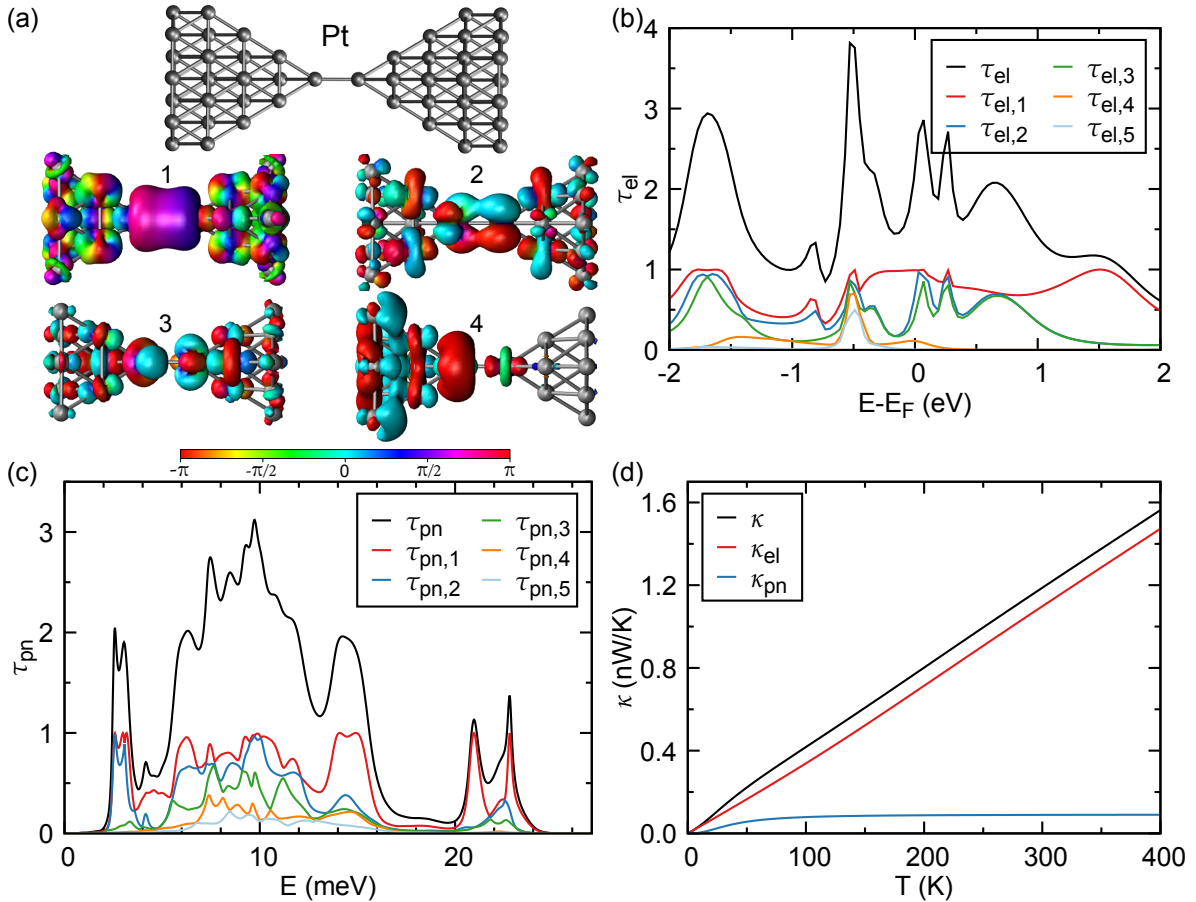 (a)
Pt
1
2
3
4
-π
-π/2
0
π/2
π
(b)
τel
4
3
2
1
0
-2
-1
0
1
2
E-EF (eV)
τel
τel,1
τel,2
τel,3
τel,4
τel,5
(c)
τpn
3
2
1
0
0
10
20
E (meV)
τpn
τpn,1
τpn,2
τpn,3
τpn,4
τpn,5
(d)
κ (nW/K)
1.6
1.2
0.8
0.4
0.0
0
100
200
300
400
T (K)
κ
κel
κpn